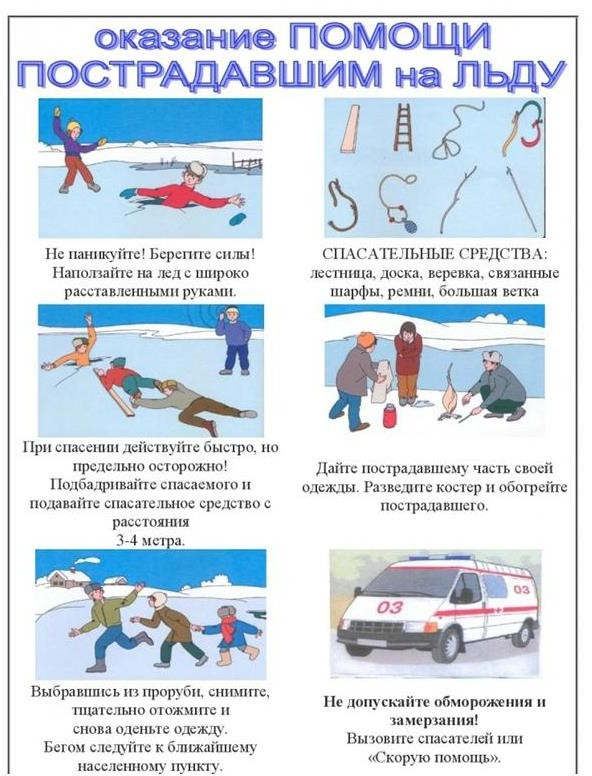 оказание ПОМОЩИ
ПОСТРАДАВШИМ на ЛЬДУ
Не паникуйте! Берегите силы!
Наползайте на лед с широко
расставленными руками.
СПАСАТЕЛЬНЫЕ СРЕДСТВА:
лестница, доска, веревка, связанные
шарфы, ремни, большая ветка
При спасении действуйте быстро, но
предельно осторожно!
Подбадривайте спасаемого и
подавайте спасательное средство с
расстояния
3-4 метра.
Дайте пострадавшему часть своей
одежды. Разведите костер и обогрейте
пострадавшего.
Выбравшись из проруби, снимите,
тщательно отожмите и
снова оденьте одежду.
Бегом следуйте к ближайшему
населенному пункту.
03
03
Не допускайте обморожения и
замерзания!
Вызовите спасателей или
«Скорую помощь».